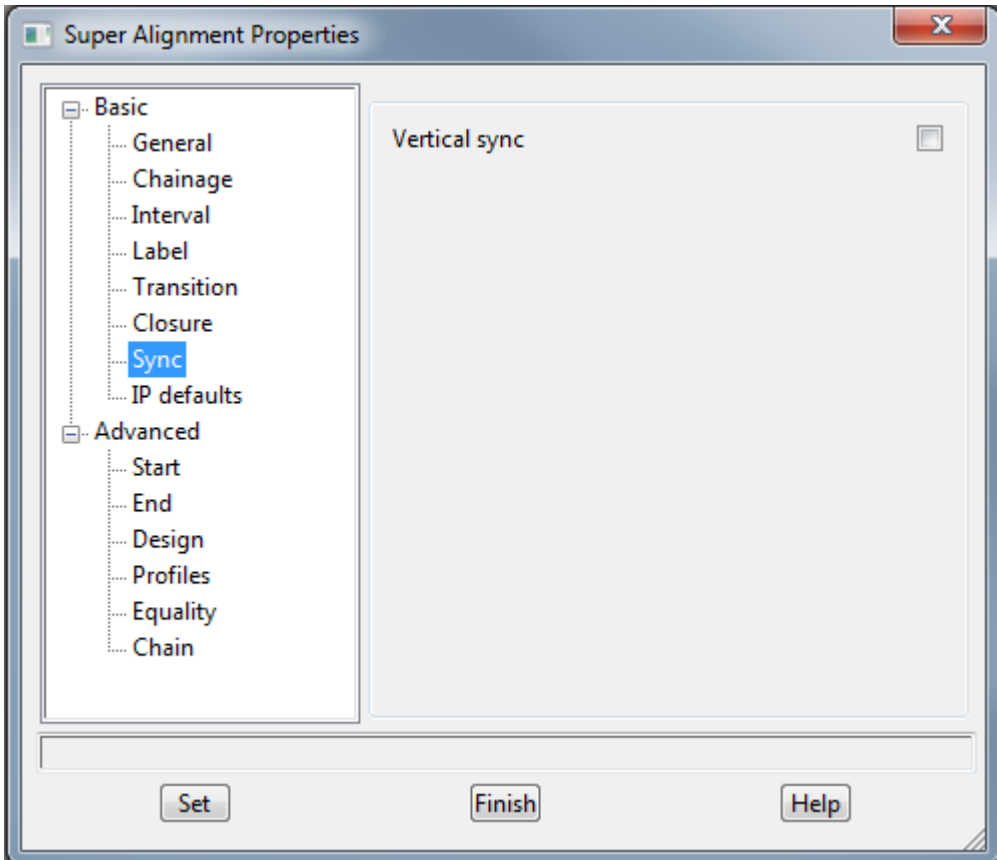 Super Alignment Properties
Basic
General
Chainage
Interval
Label
Transition
Closure
Sync
IP defaults
Advanced
Start
End
Design
Profiles
Equality
Chain
Vertical sync
Set
Finish
Help